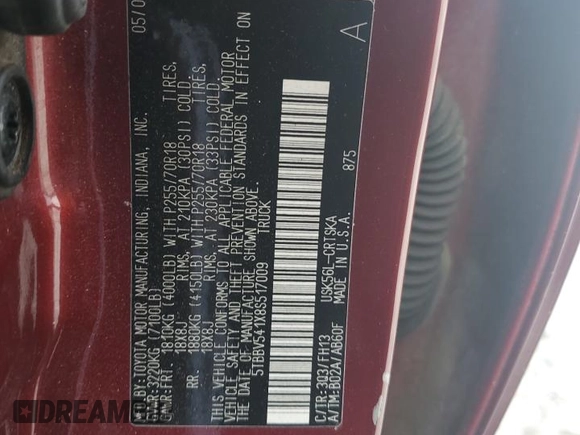 MFD.BY:TOYOTA MOTOR MANUFACTURING, INDIANA, INC. 05/0
GVWR:3220KG (7100LB)
GAWR:FRT. 1810KG (4000LB) WITH P255/70R18 TIRES,
18X8J RIMS, AT 210KPA (30PSI) COLD.
RR. 1880KG (4150LB) WITH P255/70R18 TIRES,
18X8J RIMS, AT 230KPA (33PSI) COLD.
THIS VEHICLE CONFORMS TO ALL APPLICABLE FEDERAL MOTOR
VEHICLE SAFETY AND THEFT PREVENTION STANDARDS IN EFFECT ON
THE DATE OF MANUFACTURE SHOWN ABOVE.
5TBBV541X8S517009 TRUCK
C/TR:3Q3/FH13 USK56L-CRTSKA A
A/TM:B02A/AB60F MADE IN U.S.A. 875
AUTOHELPERBOT.COM